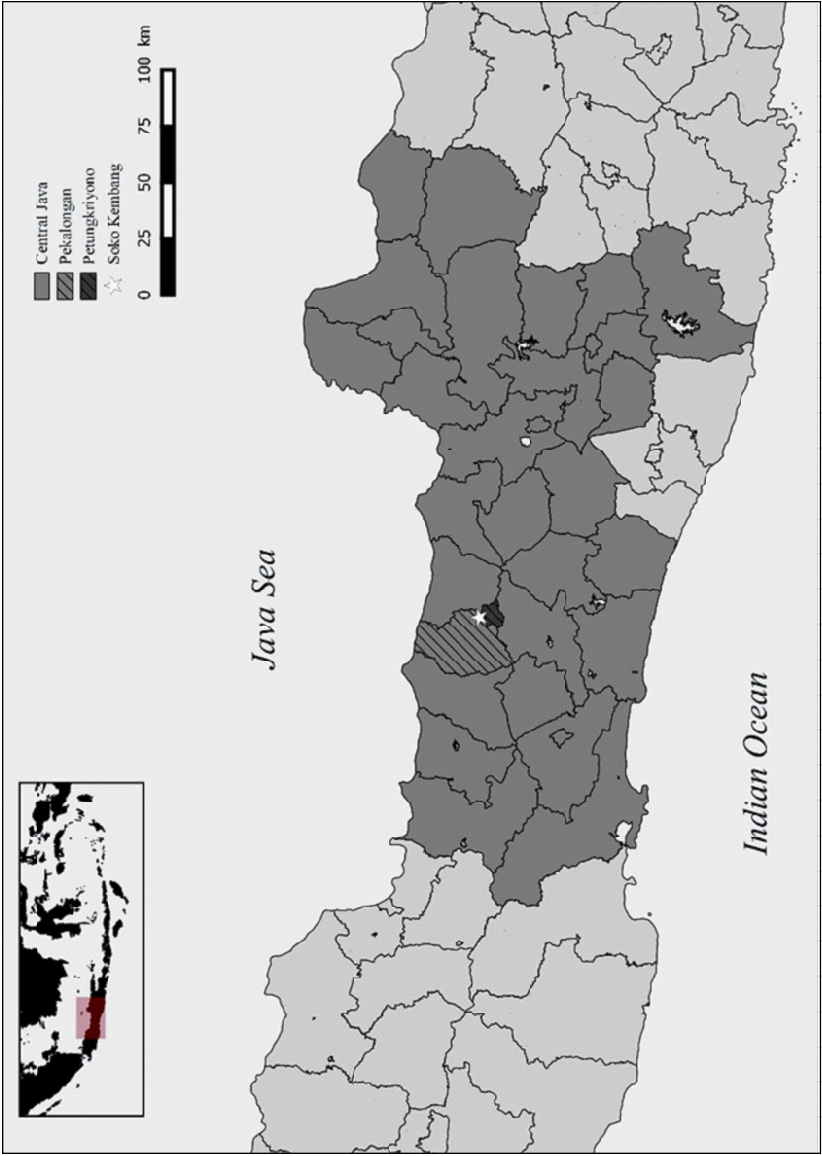 Central Java
Pekalongan
Petungkriyono
Soko Kembang
0 25 50 75 100 km
Java Sea
Indian Ocean